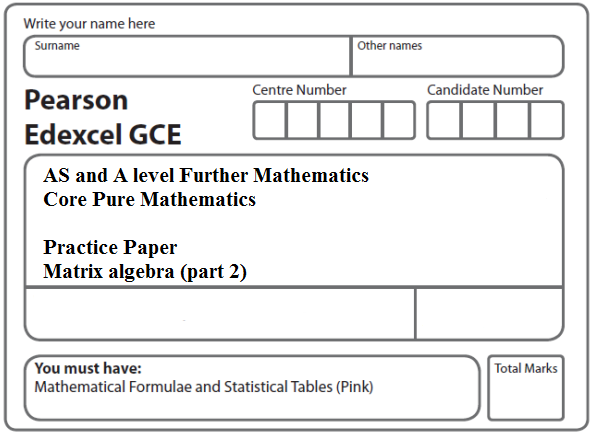 Write your name here
Surname
Other names
Pearson
Edexcel GCE
Centre Number
Candidate Number
AS and A level Further Mathematics
Core Pure Mathematics
Practice Paper
Matrix algebra (part 2)
You must have:
Mathematical Formulae and Statistical Tables (Pink)
Total Marks